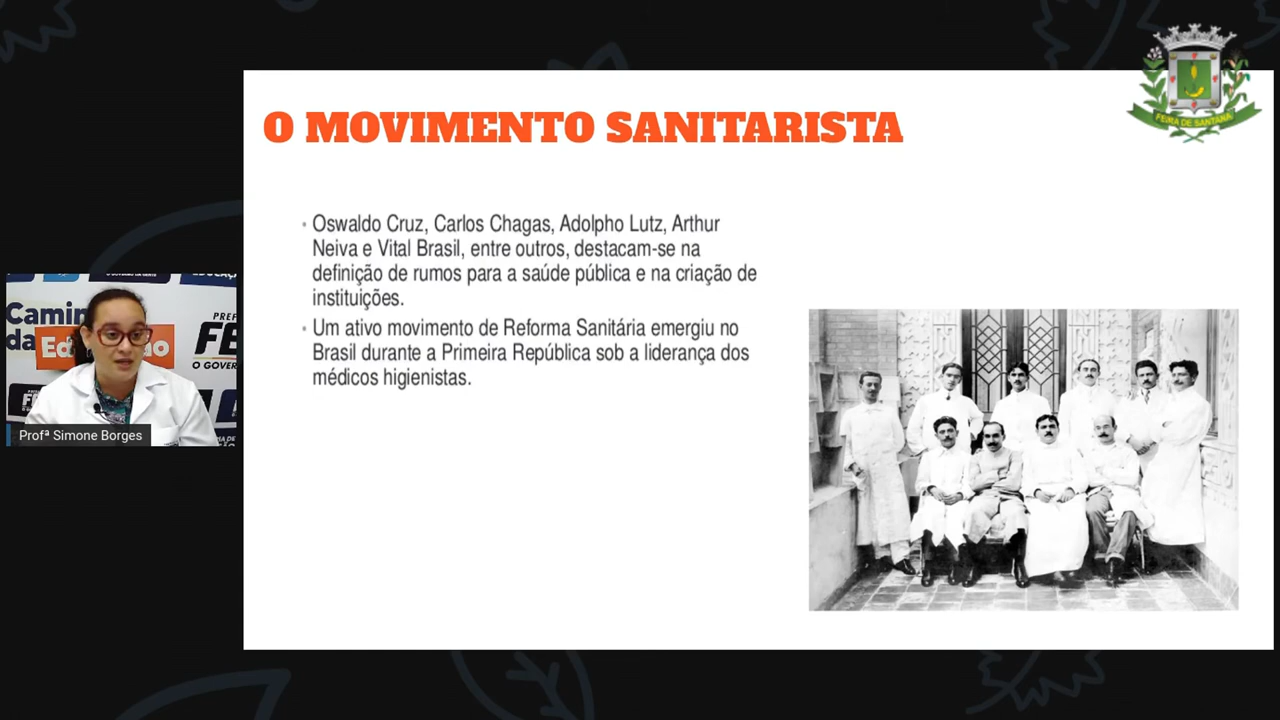 O MOVIMENTO SANITARISTA
FEIRA DE SANTANA
• Oswaldo Cruz, Carlos Chagas, Adolpho Lutz, Arthur
Neiva e Vital Brasil, entre outros, destacam-se na
definição de rumos para a saúde pública e na criação de
instituições.
• Um ativo movimento de Reforma Sanitária emergiu no
Brasil durante a Primeira República sob a liderança dos
médicos higienistas.
Profª Simone Borges